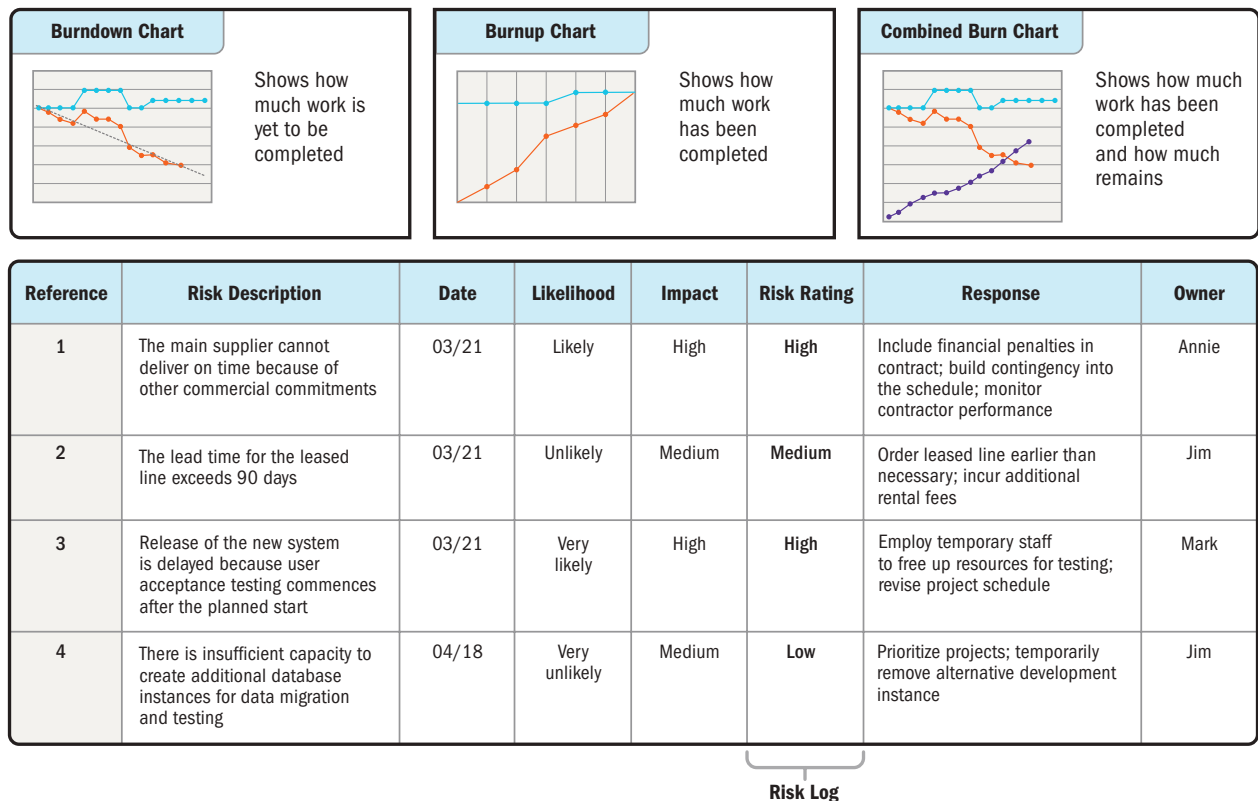 Burndown Chart
Shows how
much work is
yet to be
completed
Burnup Chart
Shows how
much work
has been
completed
Combined Burn Chart
Shows how much
work has been
completed
and how much
remains
Reference
Risk Description
Date
Likelihood
Impact
Risk Rating
Response
Owner
1
The main supplier cannot
deliver on time because of
other commercial commitments
03/21
Likely
High
High
Include financial penalties in
contract; build contingency into
the schedule; monitor
contractor performance
Annie
2
The lead time for the leased
line exceeds 90 days
03/21
Unlikely
Medium
Medium
Order leased line earlier than
necessary; incur additional
rental fees
Jim
3
Release of the new system
is delayed because user
acceptance testing commences
after the planned start
03/21
Very
likely
High
High
Employ temporary staff
to free up resources for testing;
revise project schedule
Mark
4
There is insufficient capacity to
create additional database
instances for data migration
and testing
04/18
Very
unlikely
Medium
Low
Prioritize projects; temporarily
remove alternative development
instance
Jim
Risk Log